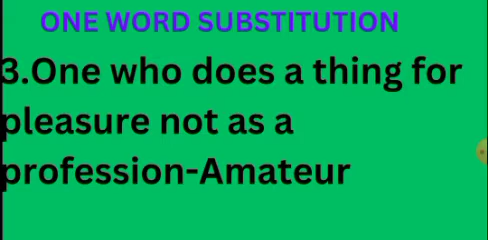 ONE WORD SUBSTITUTION
3.One who does a thing for
pleasure not as a
profession-Amateur